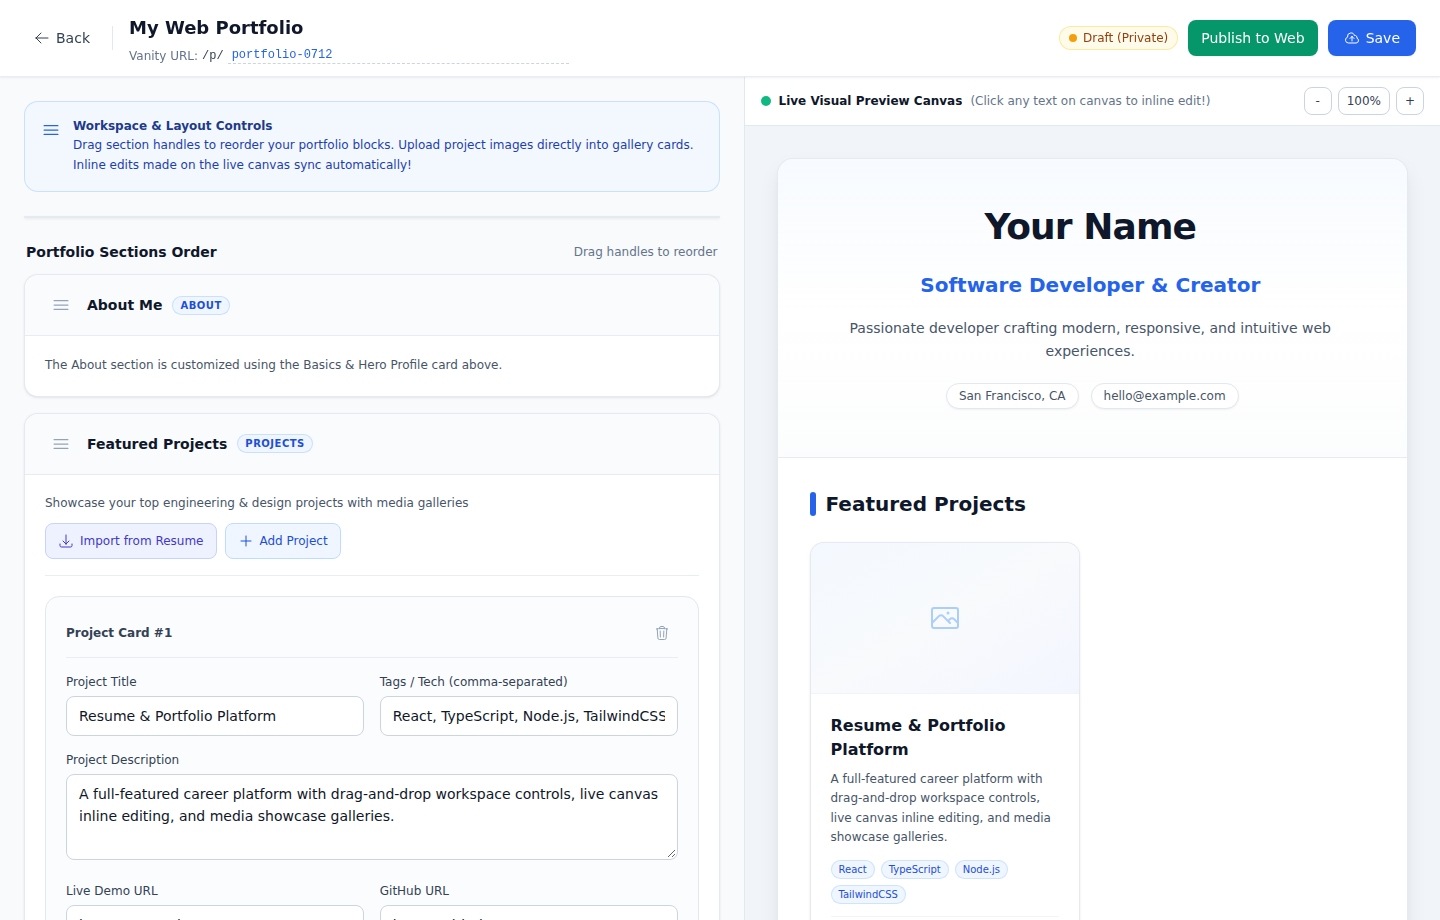 Back
My Web Portfolio
Vanity URL: /p/ portfolio-0712
Draft (Private)
Publish to Web
Save
Workspace & Layout Controls
Drag section handles to reorder your portfolio blocks. Upload project images directly into gallery cards.
Inline edits made on the live canvas sync automatically!
Portfolio Sections Order
Drag handles to reorder
About Me ABOUT
The About section is customized using the Basics & Hero Profile card above.
Featured Projects PROJECTS
Showcase your top engineering & design projects with media galleries
Import from Resume
Add Project
Project Card #1
Project Title
Tags / Tech (comma-separated)
Resume & Portfolio Platform
React, TypeScript, Node.js, TailwindCSS
Project Description
A full-featured career platform with drag-and-drop workspace controls, live canvas
inline editing, and media showcase galleries.
Live Demo URL
GitHub URL
Live Visual Preview Canvas (Click any text on canvas to inline edit!)
- 100% +
Your Name
Software Developer & Creator
Passionate developer crafting modern, responsive, and intuitive web
experiences.
San Francisco, CA
hello@example.com
Featured Projects
Resume & Portfolio
Platform
A full-featured career platform with
drag-and-drop workspace controls,
live canvas inline editing, and media
showcase galleries.
React TypeScript Node.js
TailwindCSS